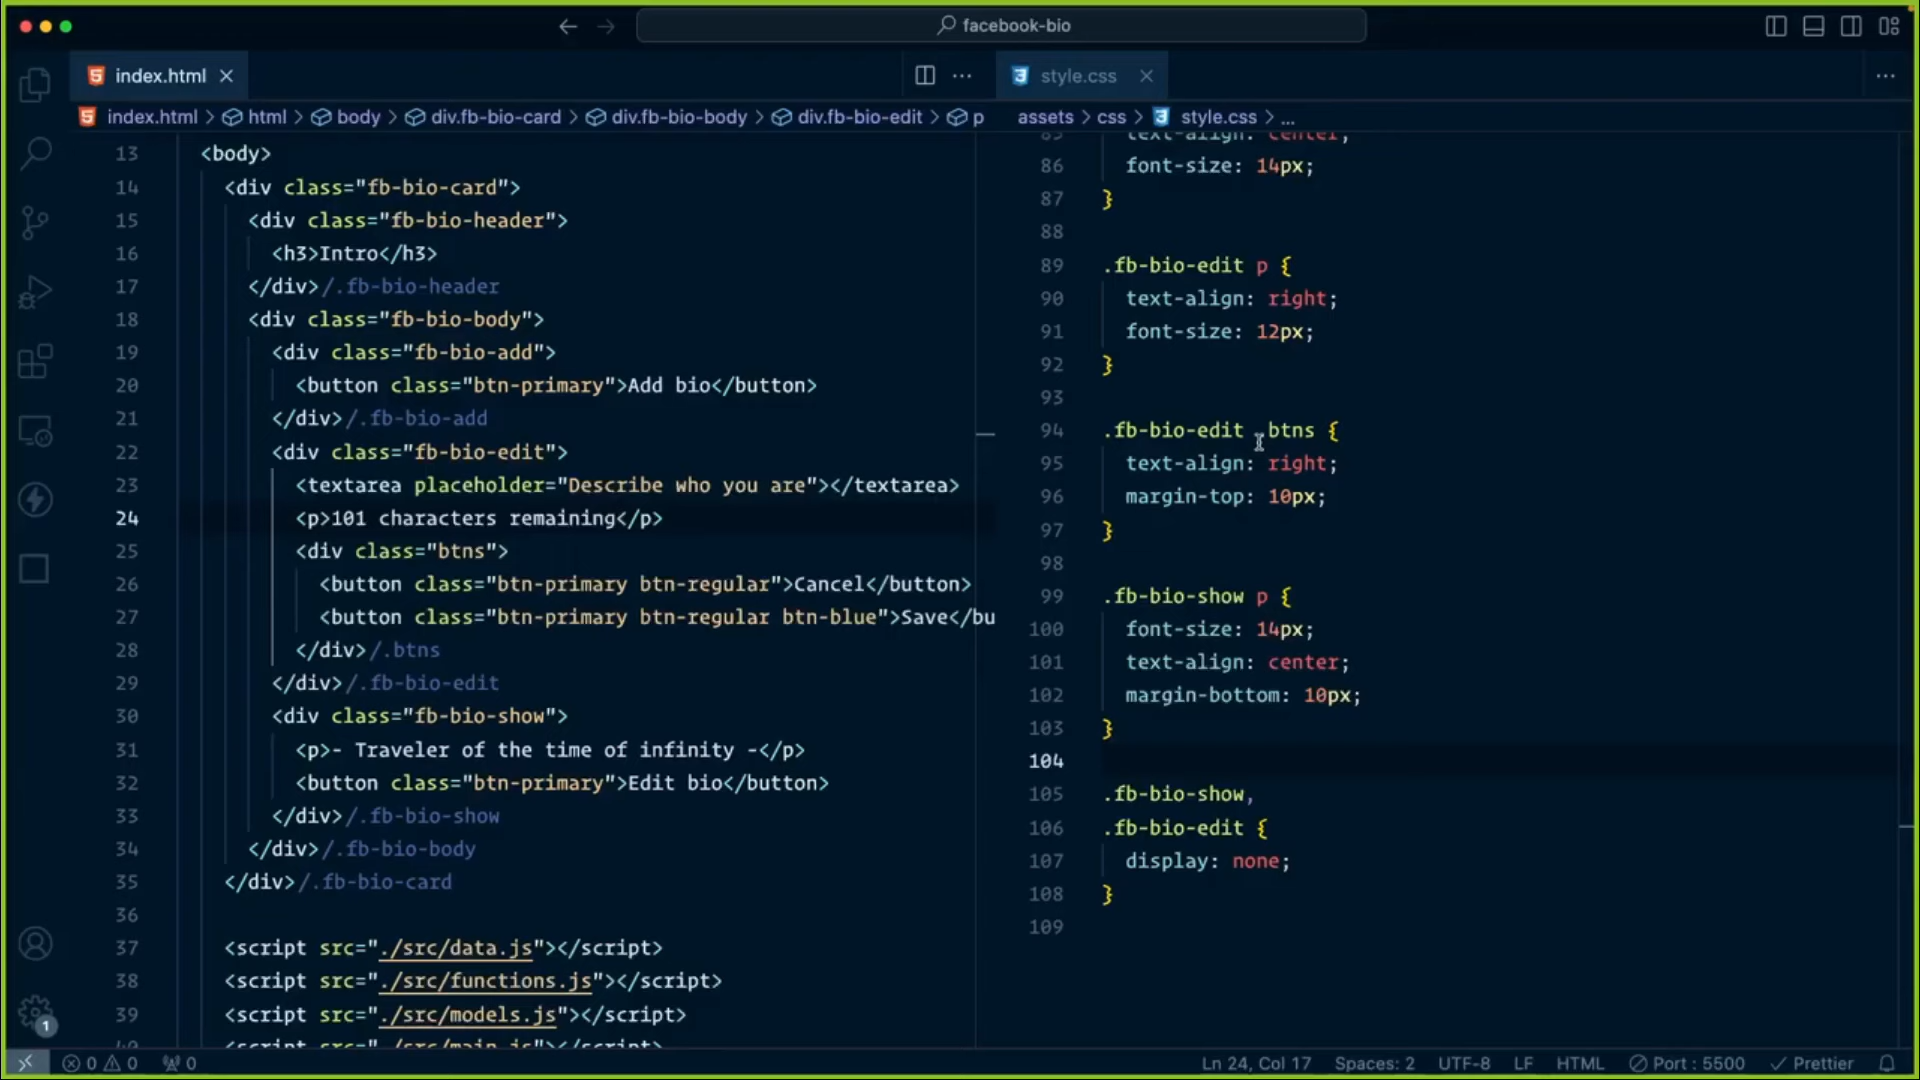 facebook-bio
index.html
style.css
index.html > html > body > div.fb-bio-card > div.fb-bio-body > div.fb-bio-edit > p
assets > css > style.css > ...
13 <body>
14 <div class="fb-bio-card">
15 <div class="fb-bio-header">
16 <h3>Intro</h3>
17 </div>/.fb-bio-header
18 <div class="fb-bio-body">
19 <div class="fb-bio-add">
20 <button class="btn-primary">Add bio</button>
21 </div>/.fb-bio-add
22 <div class="fb-bio-edit">
23 <textarea placeholder="Describe who you are"></textarea>
24 <p>101 characters remaining</p>
25 <div class="btns">
26 <button class="btn-primary btn-regular">Cancel</button>
27 <button class="btn-primary btn-regular btn-blue">Save</bu
28 </div>/.btns
29 </div>/.fb-bio-edit
30 <div class="fb-bio-show">
31 <p>- Traveler of the time of infinity -</p>
32 <button class="btn-primary">Edit bio</button>
33 </div>/.fb-bio-show
34 </div>/.fb-bio-body
35 </div>/.fb-bio-card
36
37 <script src="./src/data.js"></script>
38 <script src="./src/functions.js"></script>
39 <script src="./src/models.js"></script>
40 <script src="./src/main.js"></script>
85 text-align: center;
86 font-size: 14px;
87 }
88
89 .fb-bio-edit p {
90 text-align: right;
91 font-size: 12px;
92 }
93
94 .fb-bio-edit .btns {
95 text-align: right;
96 margin-top: 10px;
97 }
98
99 .fb-bio-show p {
100 font-size: 14px;
101 text-align: center;
102 margin-bottom: 10px;
103 }
104
105 .fb-bio-show,
106 .fb-bio-edit {
107 display: none;
108 }
109
1
0 0 0
Ln 24, Col 17 Spaces: 2 UTF-8 LF HTML Port : 5500 Prettier